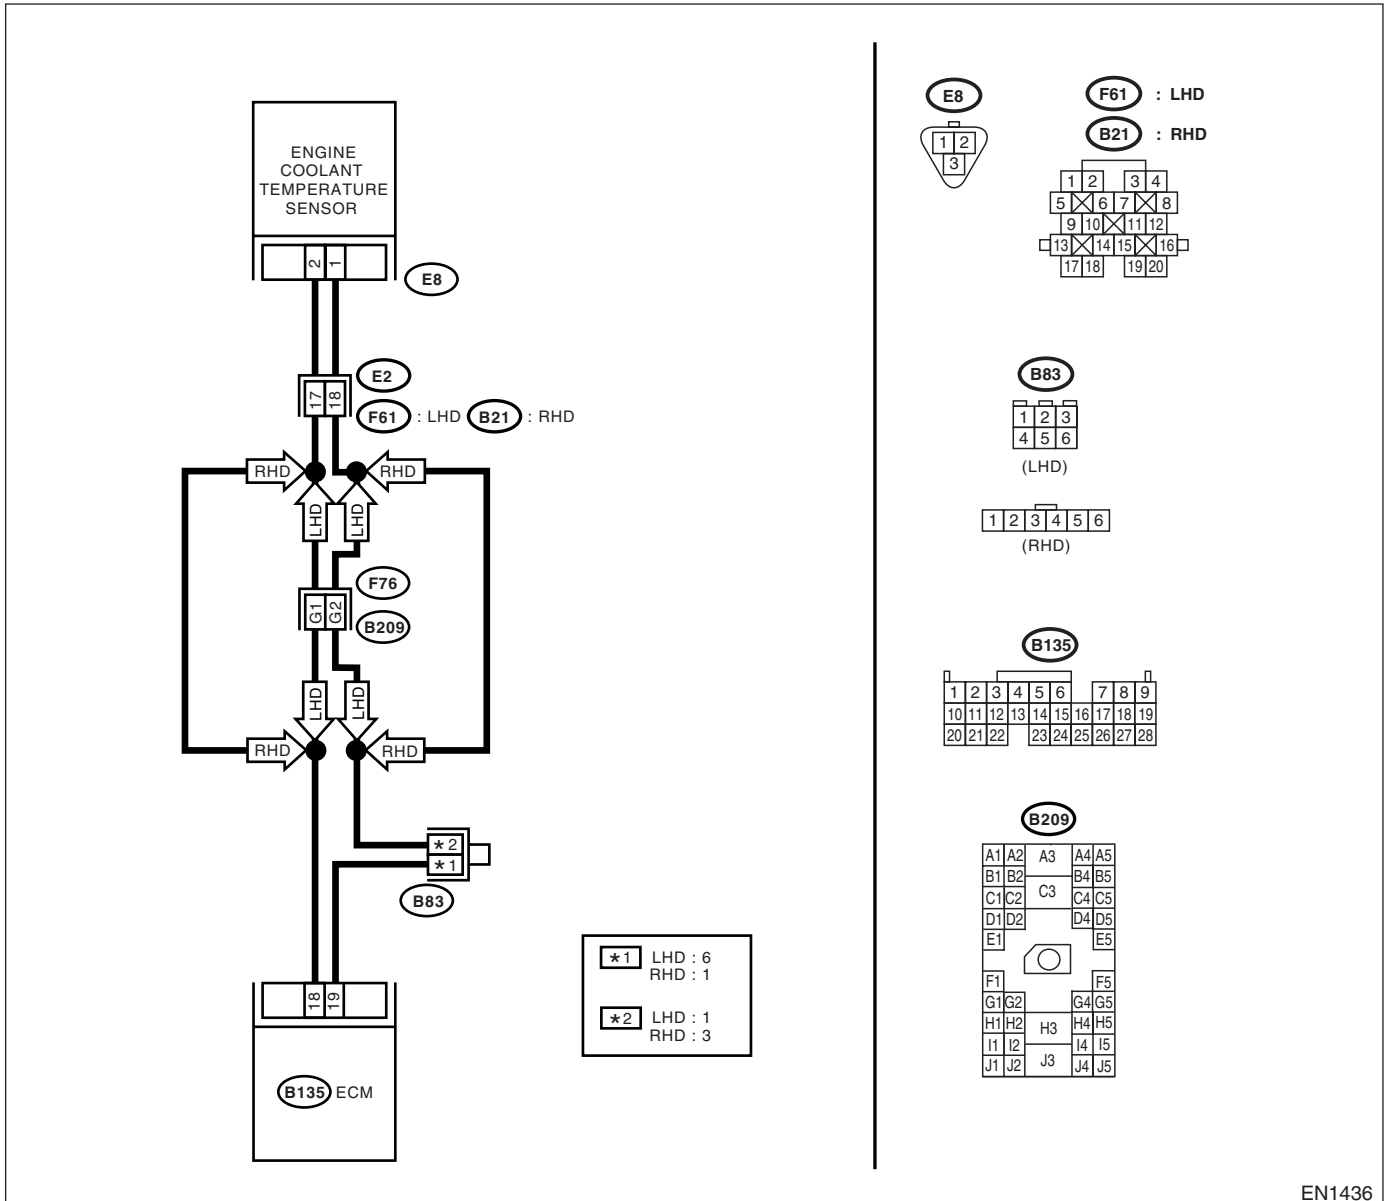 ENGINE
COOLANT
TEMPERATURE
SENSOR
2 1
E8
E2
17 18
F61 : LHD B21 : RHD
RHD RHD
LHD LHD
F76
G1 G2
B209
LHD LHD
RHD RHD
*2
*1
B83
*1 LHD : 6
RHD : 1
*2 LHD : 1
RHD : 3
18 19
B135 ECM
E8
1 2
3
F61 : LHD
B21 : RHD
1 2 3 4
5 6 7 8
9 10 11 12
13 14 15 16
17 18 19 20
B83
1 2 3
4 5 6
(LHD)
1 2 3 4 5 6
(RHD)
B135
1 2 3 4 5 6 7 8 9
10 11 12 13 14 15 16 17 18 19
20 21 22 23 24 25 26 27 28
B209
A1 A2 A3 A4 A5
B1 B2 B4 B5
C1 C2 C3 C4 C5
D1 D2 D4 D5
E1 E5
F1 F5
G1 G2 G4 G5
H1 H2 H3 H4 H5
I1 I2 I4 I5
J1 J2 J3 J4 J5
EN1436